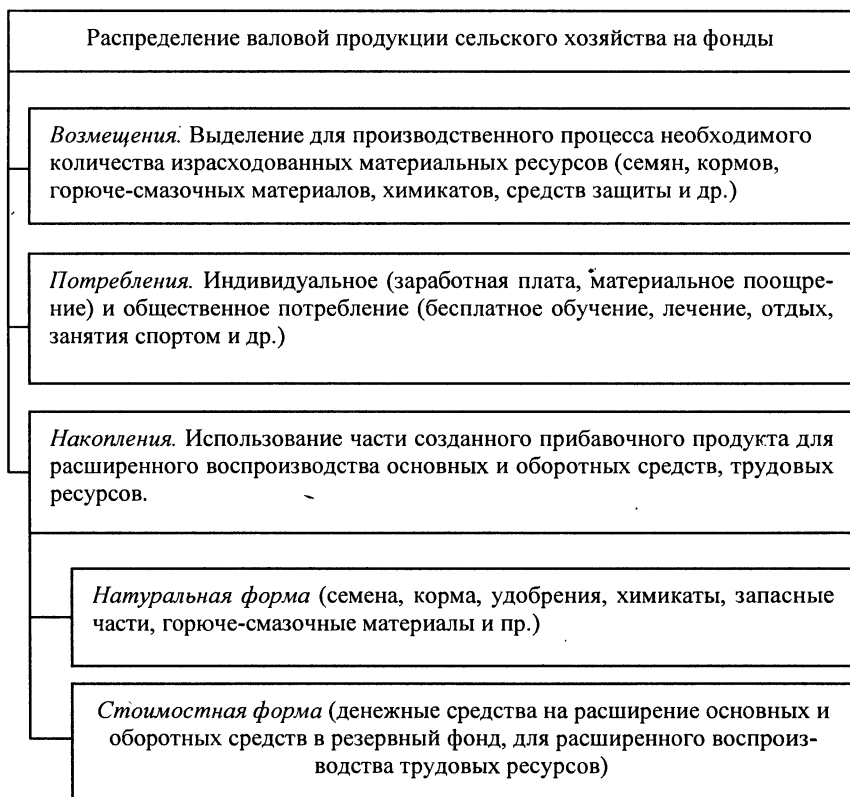 Распределение валовой продукции сельского хозяйства на фонды
Возмещения. Выделение для производственного процесса необходимого
количества израсходованных материальных ресурсов (семян, кормов,
горюче-смазочных материалов, химикатов, средств защиты и др.)
Потребления. Индивидуальное (заработная плата, материальное поощре-
ние) и общественное потребление (бесплатное обучение, лечение, отдых,
занятия спортом и др.)
Накопления. Использование части созданного прибавочного продукта для
расширенного воспроизводства основных и оборотных средств, трудовых
ресурсов.
Натуральная форма (семена, корма, удобрения, химикаты, запасные
части, горюче-смазочные материалы и пр.)
Стоимостная форма (денежные средства на расширение основных и
оборотных средств в резервный фонд, для расширенного воспроиз-
водства трудовых ресурсов)